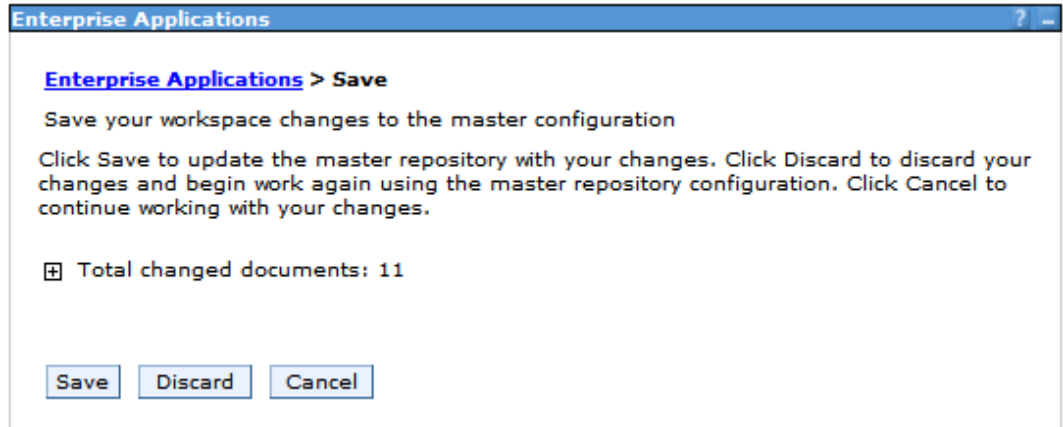 Enterprise Applications ? –
Enterprise Applications > Save
Save your workspace changes to the master configuration
Click Save to update the master repository with your changes. Click Discard to discard your
changes and begin work again using the master repository configuration. Click Cancel to
continue working with your changes.
+ Total changed documents: 11
Save Discard Cancel